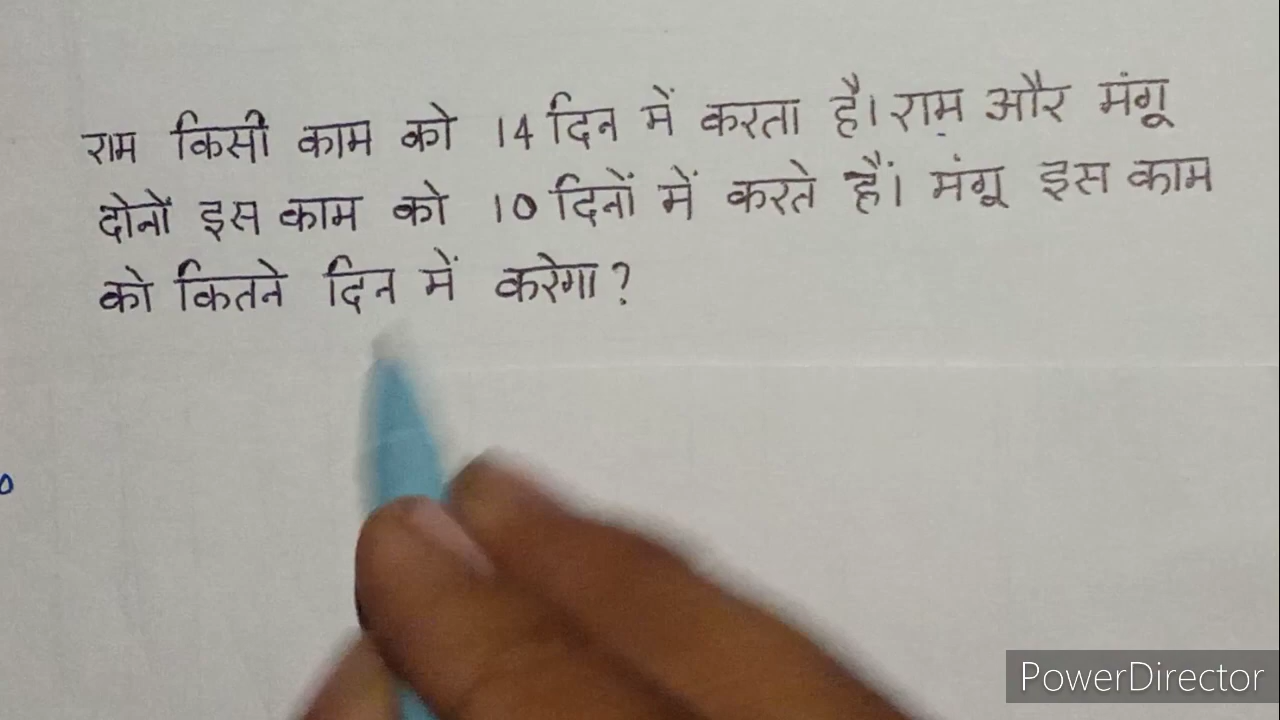 राम किसी काम को 14 दिन में करता है। राम और मंगू
दोनों इस काम को 10 दिनों में करते हैं। मंगू इस काम
को कितने दिन में करेगा?
PowerDirector